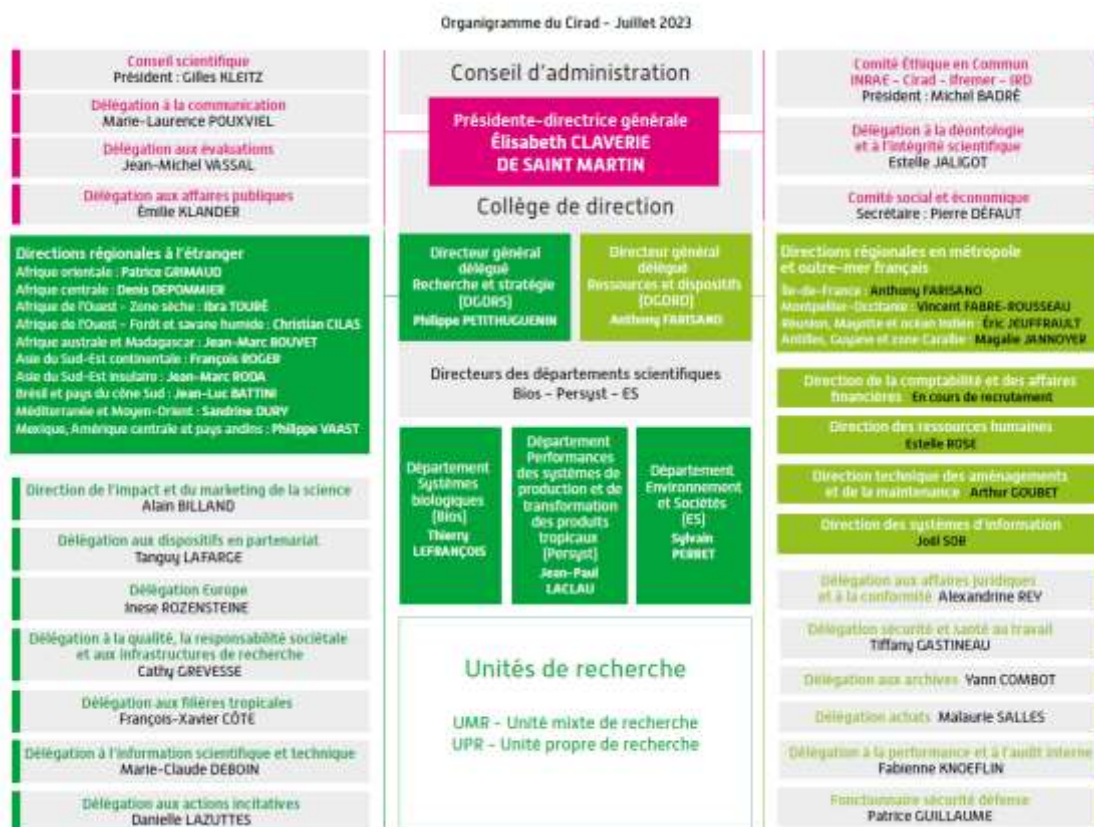 Organigramme du Cirad - Juillet 2023
Conseil scientifique
Président : Gilles KLEITZ
Délégation à la communication
Marie-Laurence POUXVIEL
Délégation aux évaluations
Jean-Michel VASSAL
Délégation aux affaires publiques
Émilie KLANDER
Directions régionales à l'étranger
Afrique orientale : Patrice GRIMAUD
Afrique centrale : Denis DEPOMMIER
Afrique de l'Ouest - Zone sèche : Ibra TOURÉ
Afrique de l'Ouest - Forêt et savane humide : Christian CILAS
Afrique australe et Madagascar : Jean-Marc BOUVET
Asie du Sud-Est continentale : François ROGER
Asie du Sud-Est insulaire : Jean-Marc RODA
Brésil et pays du cône Sud : Jean-Luc BATTINI
Méditerranée et Moyen-Orient : Sandrine DURY
Mexique, Amérique centrale et pays andins : Philippe VAAST
Direction de l'impact et du marketing de la science
Alain BILLAND
Délégation aux dispositifs en partenariat
Tanguy LAFARGE
Délégation Europe
Inese ROZENSTEINE
Délégation à la qualité, la responsabilité sociétale
et aux infrastructures de recherche
Cathy GREVESSE
Délégation aux filières tropicales
François-Xavier CÔTE
Délégation à l'information scientifique et technique
Marie-Claude DEBOIN
Délégation aux actions incitatives
Danielle LAZUTTES
Conseil d'administration
Présidente-directrice générale
Élisabeth CLAVERIE
DE SAINT MARTIN
Collège de direction
Directeur général
délégué
Recherche et stratégie
(DGDRS)
Philippe PETITHUGUENIN
Directeur général
délégué
Ressources et dispositifs
(DGDRD)
Anthony FARISANO
Directeurs des départements scientifiques
Bios - Persyst - ES
Département
Systèmes
biologiques
(Bios)
Thierry
LEFRANÇOIS
Département
Performances
des systèmes de
production et de
transformation
des produits
tropicaux
(Persyst)
Jean-Paul
LACLAU
Département
Environnement
et Sociétés
(ES)
Sylvain
PERRET
Unités de recherche
UMR - Unité mixte de recherche
UPR - Unité propre de recherche
Comité Éthique en Commun
INRAE - Cirad - Ifremer - IRD
Président : Michel BADRÉ
Délégation à la déontologie
et à l'intégrité scientifique
Estelle JALIGOT
Comité social et économique
Secrétaire : Pierre DÉFAUT
Directions régionales en métropole
et outre-mer français
Île-de-France : Anthony FARISANO
Montpellier-Occitanie : Vincent FABRE-ROUSSEAU
Réunion, Mayotte et océan Indien : Éric JEUFFRAULT
Antilles, Guyane et zone Caraïbe : Magalie JANNOYER
Direction de la comptabilité et des affaires
financières En cours de recrutement
Direction des ressources humaines
Estelle ROSE
Direction technique des aménagements
et de la maintenance Arthur GOUBET
Direction des systèmes d'information
Joël SOR
Délégation aux affaires juridiques
et à la conformité Alexandrine REY
Délégation sécurité et santé au travail
Tiffany GASTINEAU
Délégation aux archives Yann COMBOT
Délégation achats Malaurie SALLES
Délégation à la performance et à l'audit interne
Fabienne KNOEFLIN
Fonctionnaire sécurité défense
Patrice GUILLAUME